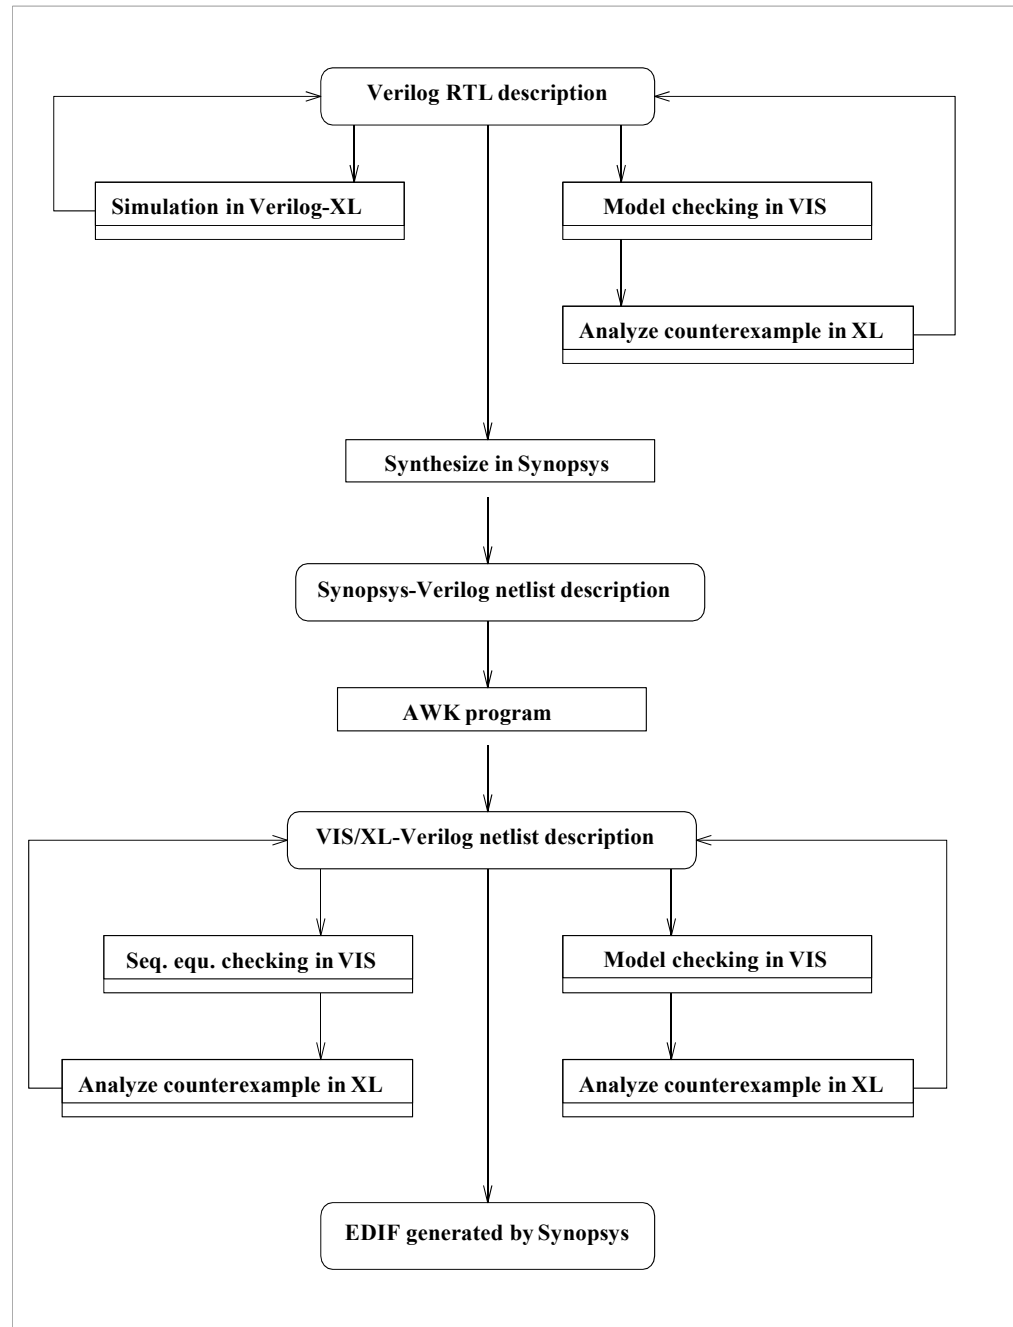 Verilog RTL description
Simulation in Verilog-XL
Model checking in VIS
Analyze counterexample in XL
Synthesize in Synopsys
Synopsys-Verilog netlist description
AWK program
VIS/XL-Verilog netlist description
Seq. equ. checking in VIS
Model checking in VIS
Analyze counterexample in XL
Analyze counterexample in XL
EDIF generated by Synopsys